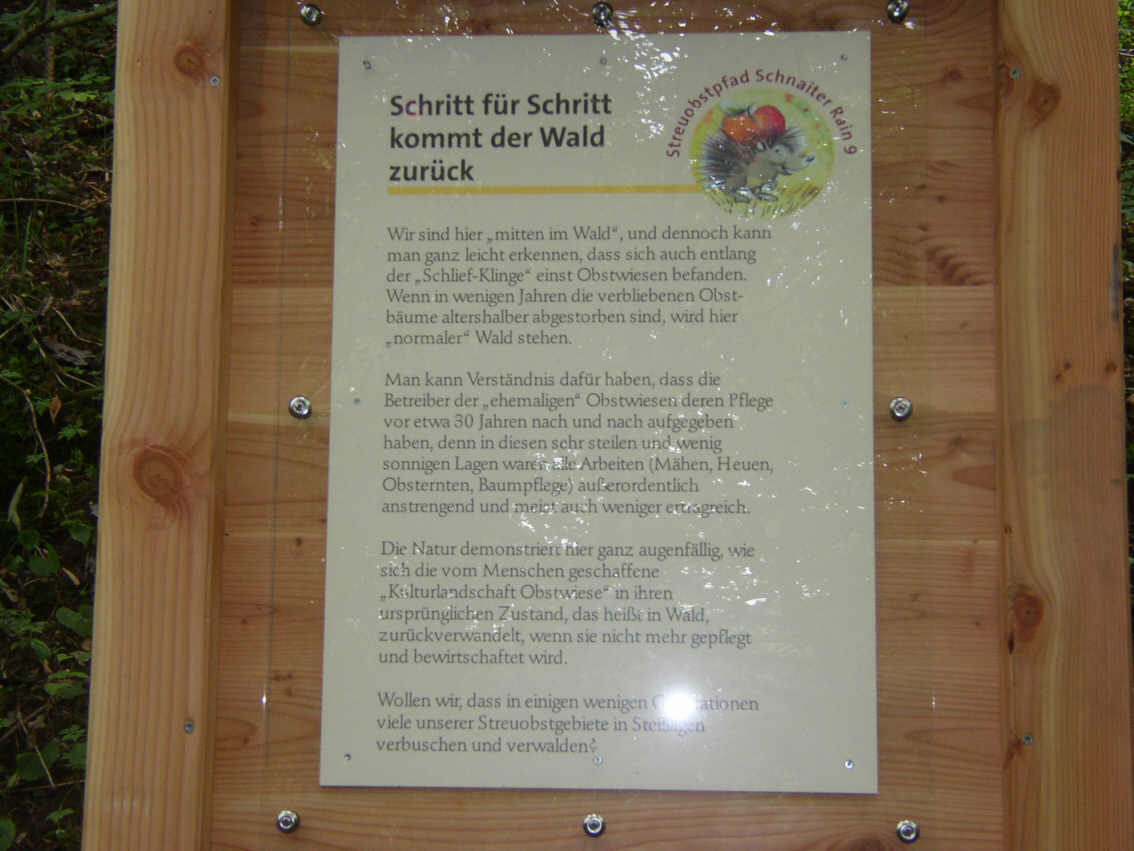 Schritt für Schritt
kommt der Wald
zurück
Streuobstpfad Schnaiter Rain 9
Wir sind hier „mitten im Wald“, und dennoch kann
man ganz leicht erkennen, dass sich auch entlang
der „Schlief-Klinge“ einst Obstwiesen befanden.
Wenn in wenigen Jahren die verbliebenen Obst-
bäume altershalber abgestorben sind, wird hier
„normaler“ Wald stehen.
Man kann Verständnis dafür haben, dass die
Betreiber der „ehemaligen“ Obstwiesen deren Pflege
vor etwa 30 Jahren nach und nach aufgegeben
haben, denn in diesen sehr steilen und wenig
sonnigen Lagen waren alle Arbeiten (Mähen, Heuen,
Obsternten, Baumpflege) außerordentlich
anstrengend und meist auch weniger ertragreich.
Die Natur demonstriert hier ganz augenfällig, wie
sich die vom Menschen geschaffene
„Kulturlandschaft Obstwiese“ in ihren
ursprünglichen Zustand, das heißt in Wald,
zurückverwandelt, wenn sie nicht mehr gepflegt
und bewirtschaftet wird.
Wollen wir, dass in einigen wenigen
viele unserer Streuobstgebiete in
verbuschen und verwalden?